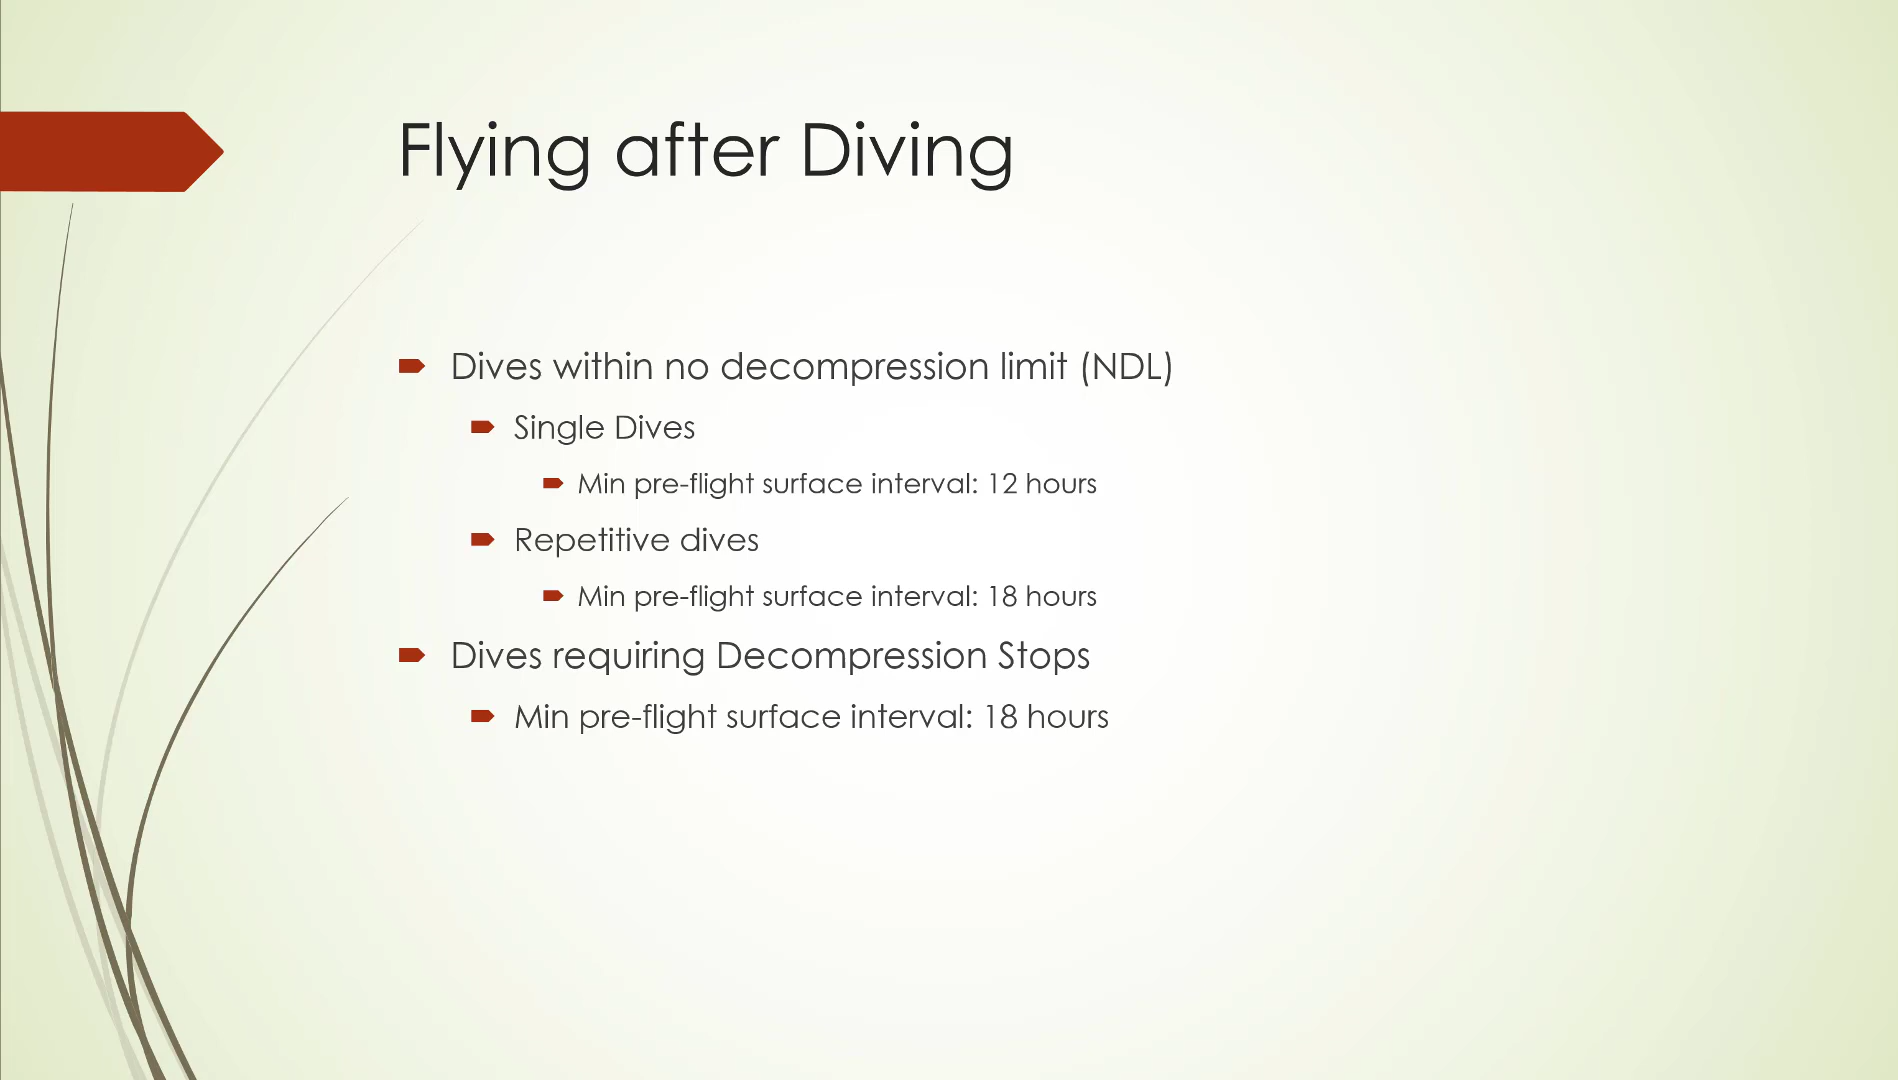 Flying after Diving
Dives within no decompression limit (NDL)
Single Dives
Min pre-flight surface interval: 12 hours
Repetitive dives
Min pre-flight surface interval: 18 hours
Dives requiring Decompression Stops
Min pre-flight surface interval: 18 hours